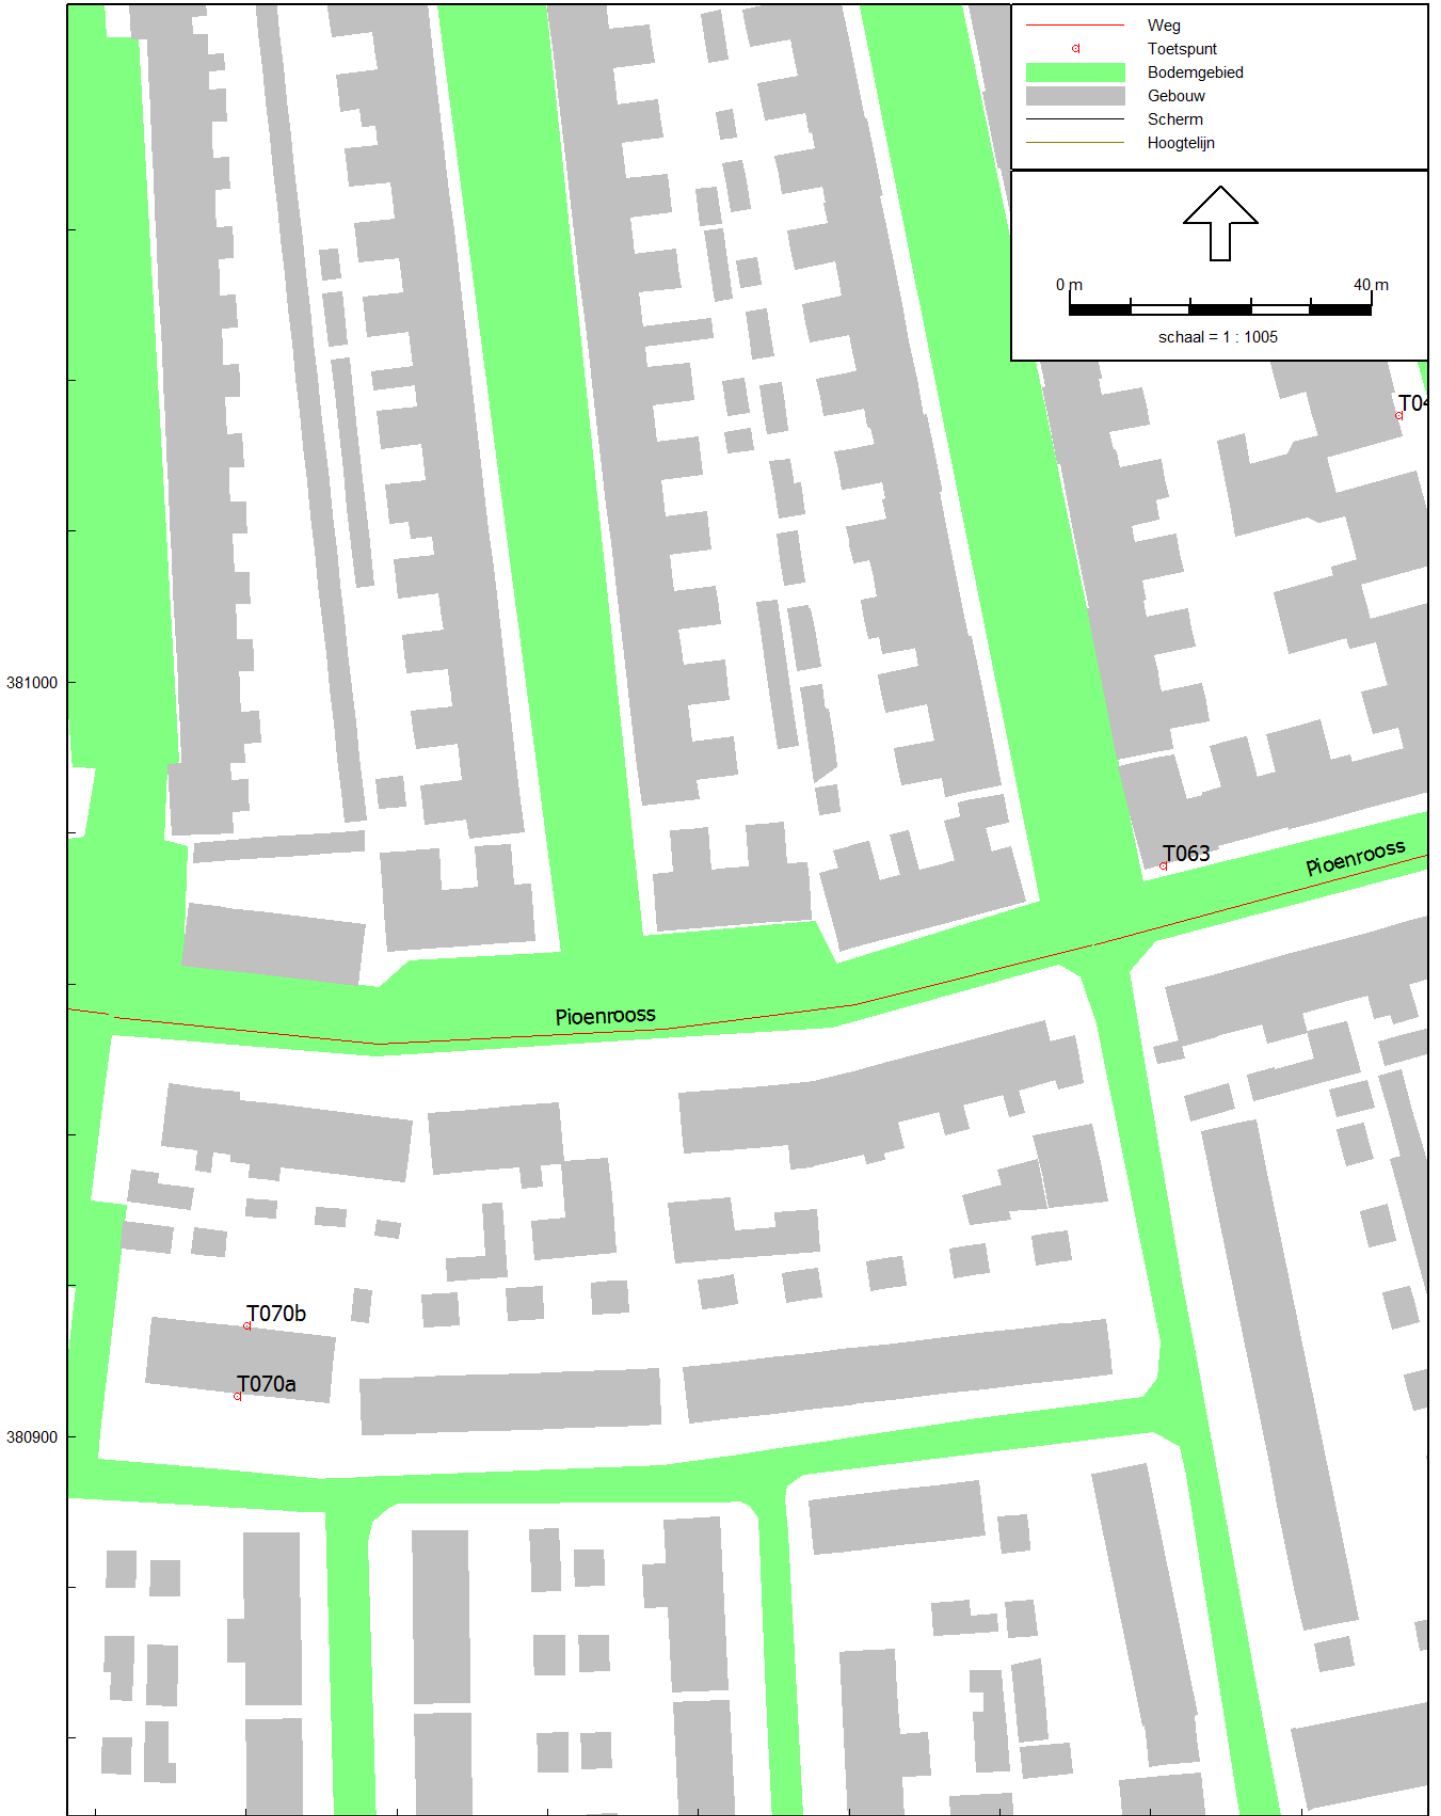 Weg
Toetspunt
Bodemgebied
Gebouw
Scherm
Hoogtelijn
0 m 40 m
schaal = 1 : 1005
381000
T063
Pioenrooss
Pioenrooss
T070b
T070a
380900